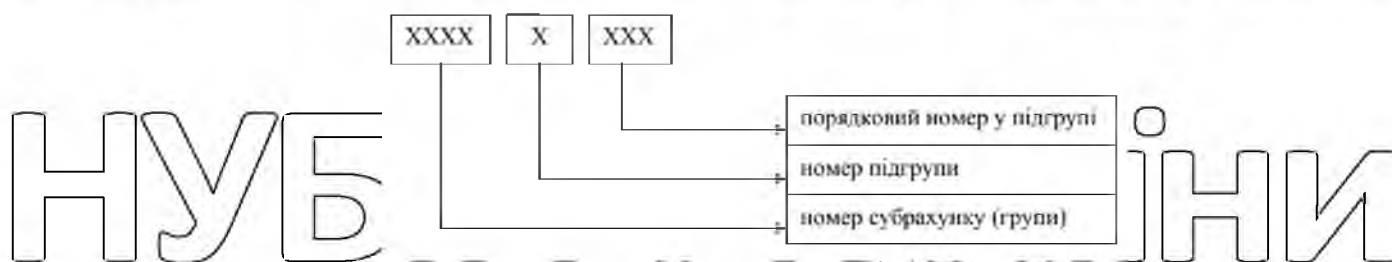 XXXX X XXX
порядковий номер у підгрупі
номер підгрупи
номер субрахунку (групи)
НУБ
іни